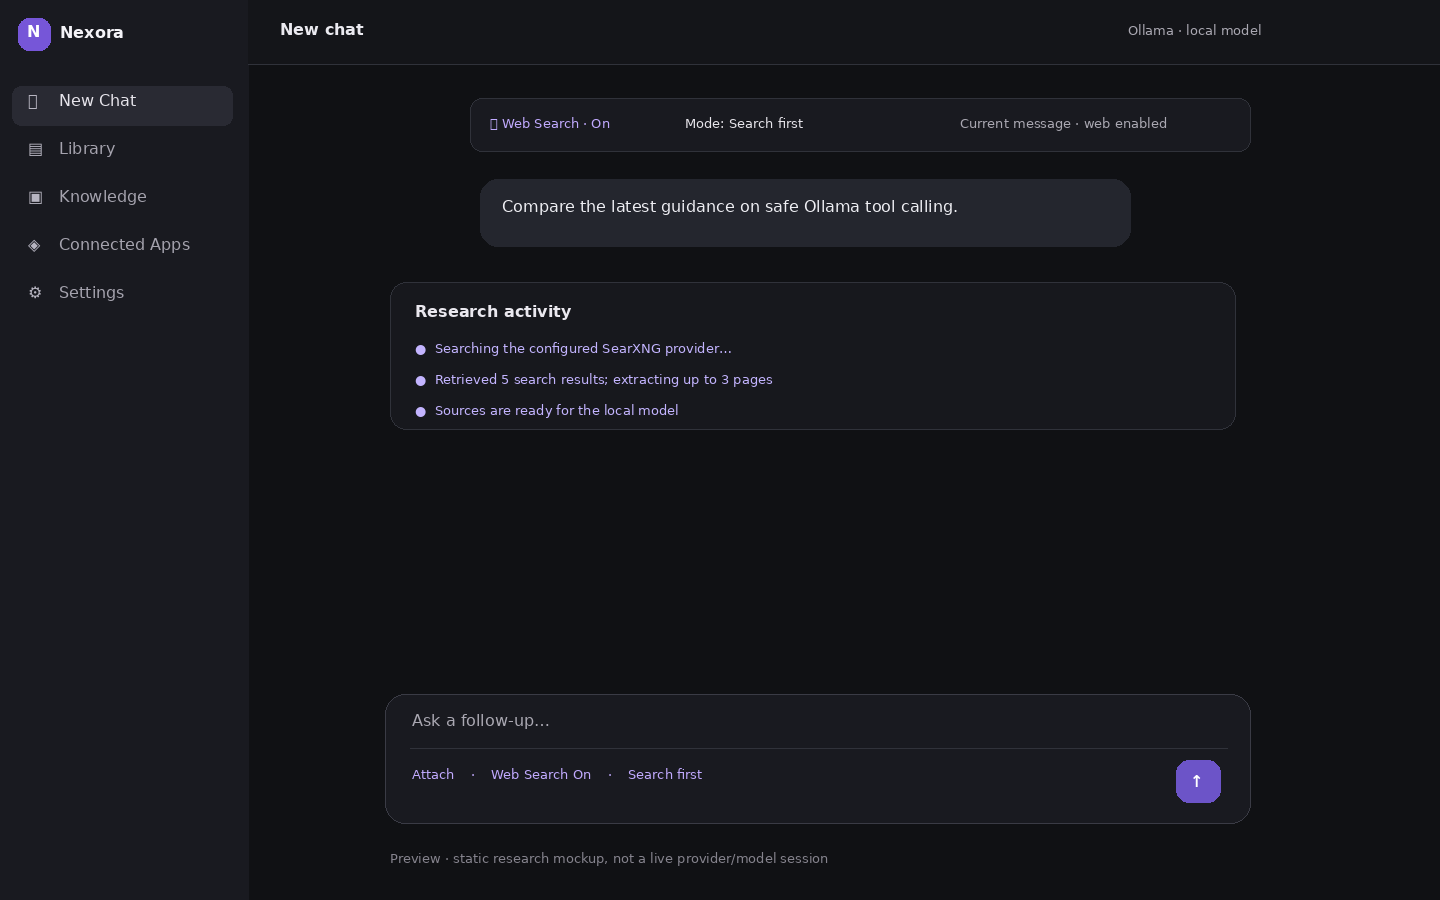 N Nexora
New chat
Ollama · local model
New Chat
Library
Knowledge
Connected Apps
Settings
Web Search · On
Mode: Search first
Current message · web enabled
Compare the latest guidance on safe Ollama tool calling.
Research activity
● Searching the configured SearXNG provider...
● Retrieved 5 search results; extracting up to 3 pages
● Sources are ready for the local model
Ask a follow-up...
Attach · Web Search On · Search first
↑
Preview · static research mockup, not a live provider/model session